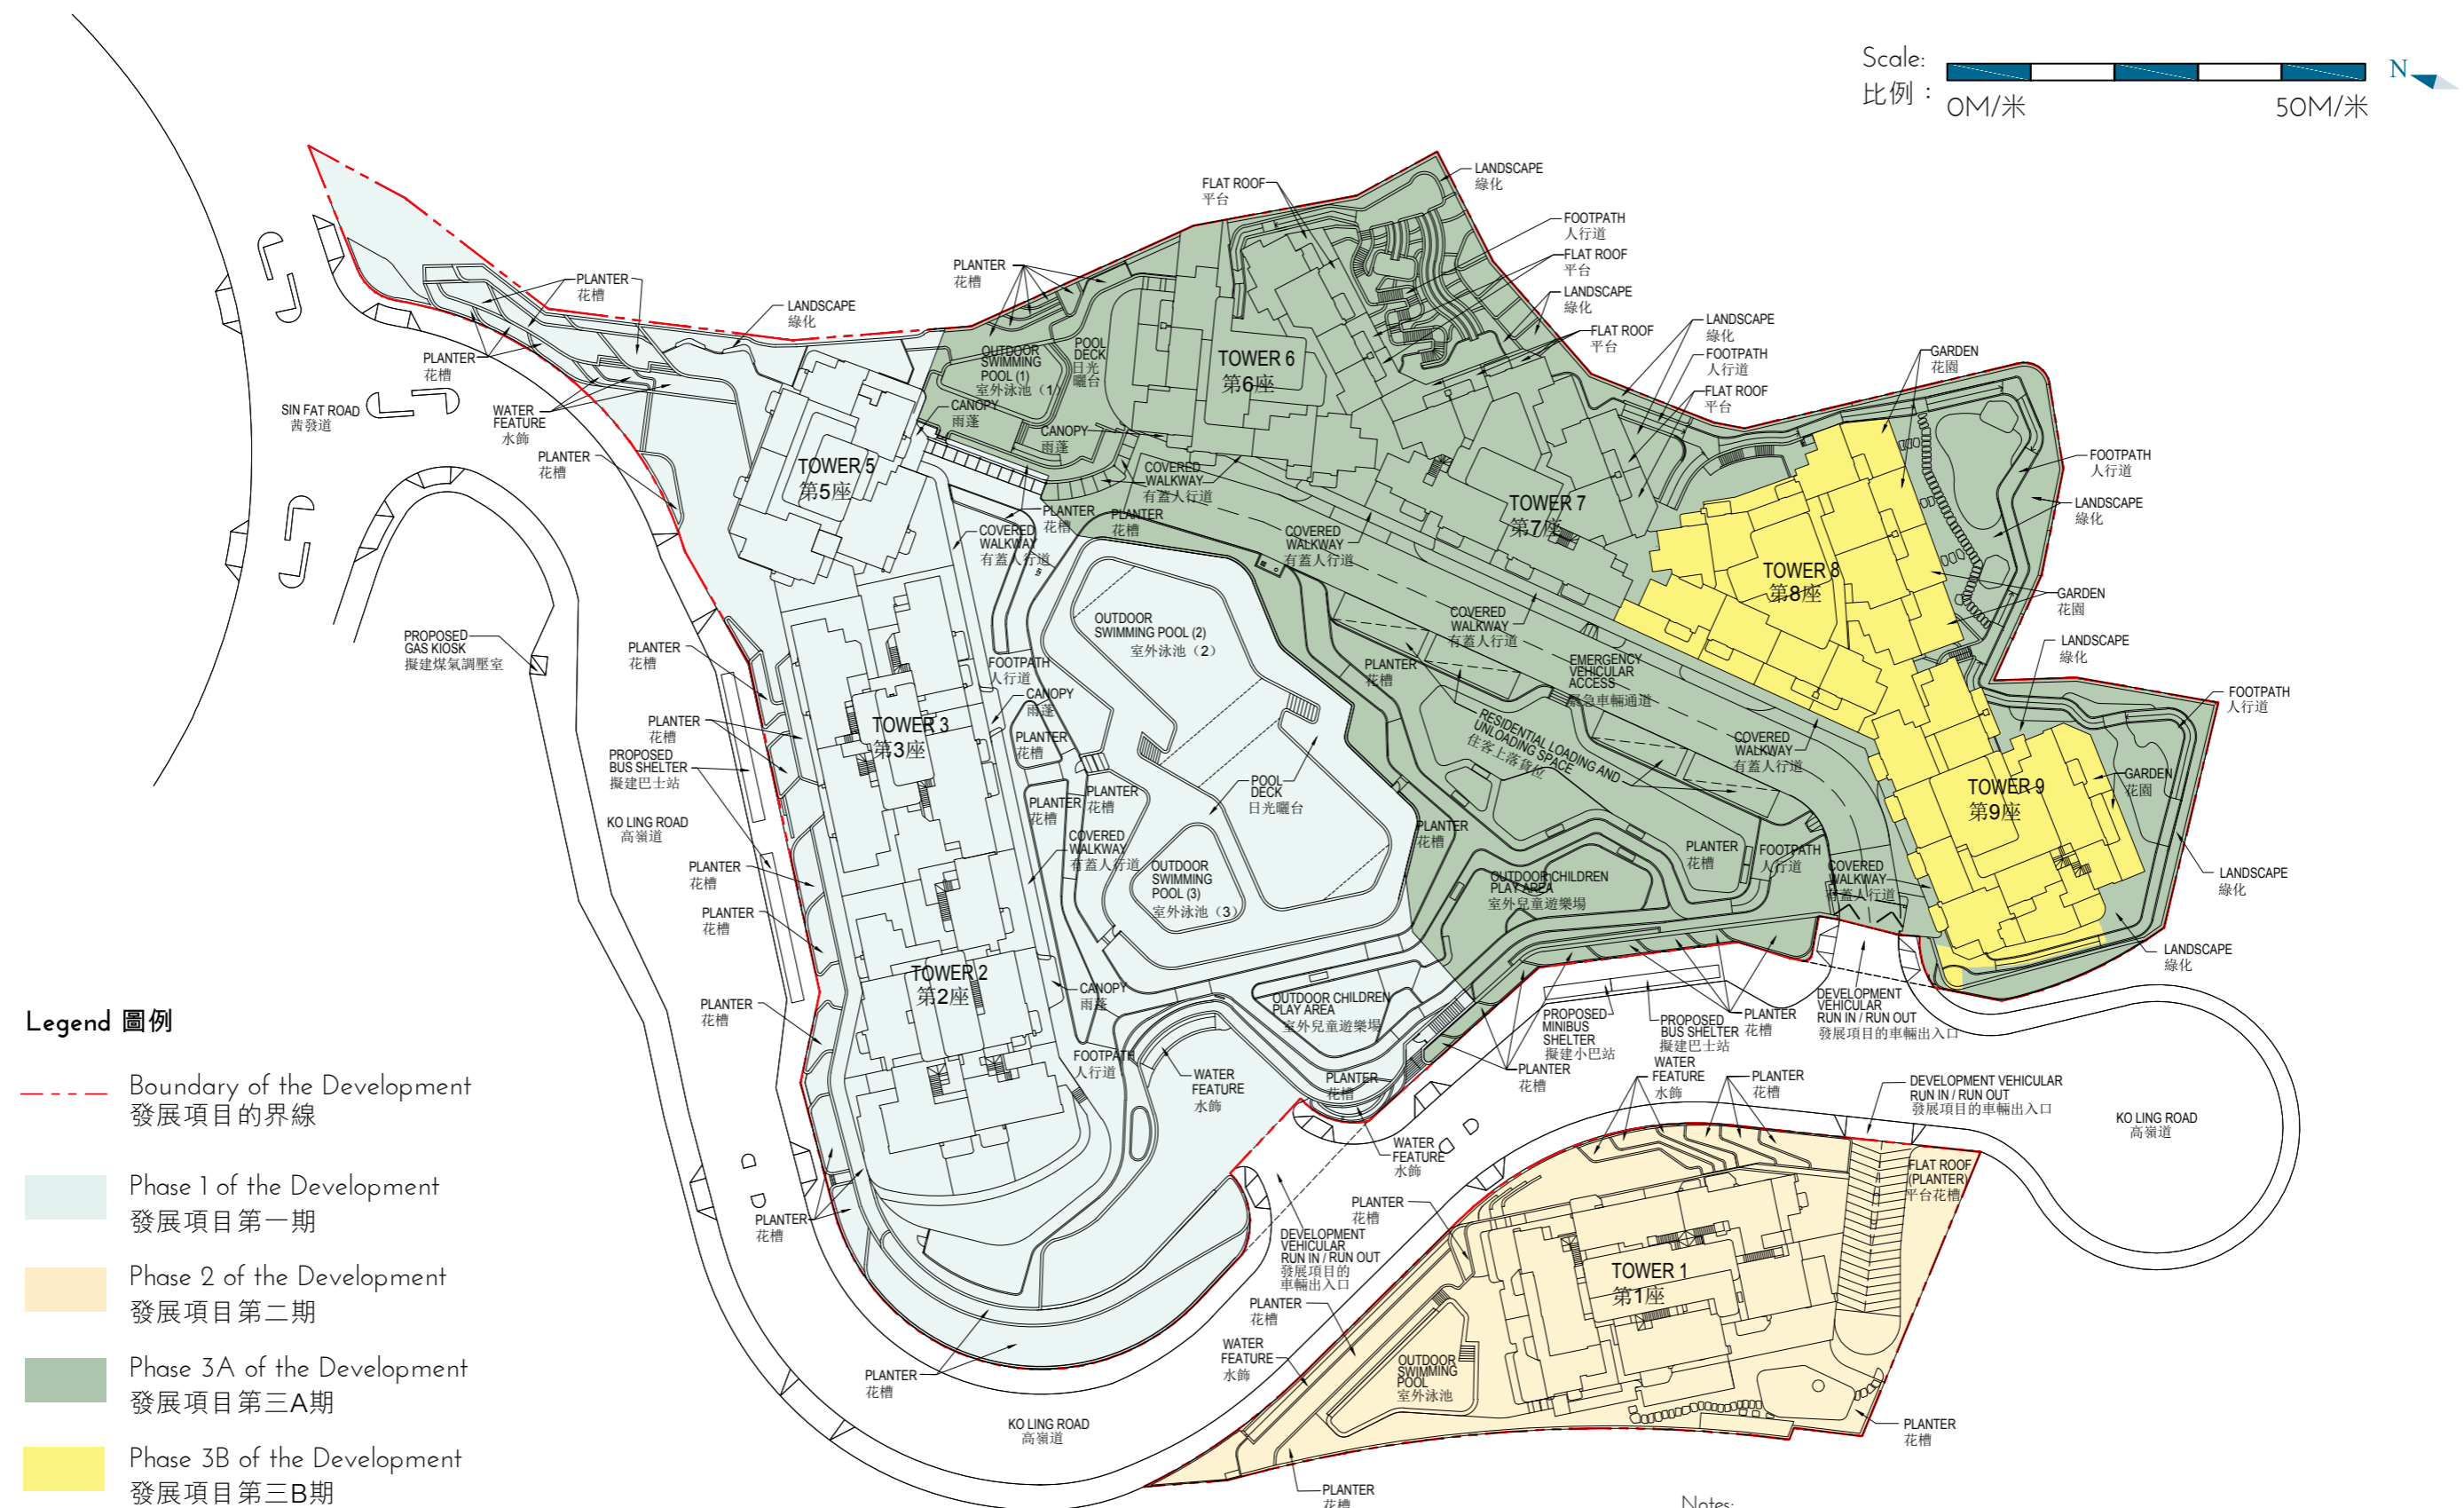 Scale:
比例：
0M/米
50M/米
N
LANDSCAPE
綠化
FLAT ROOF
平台
FOOTPATH
人行道
FLAT ROOF
平台
LANDSCAPE
綠化
FLAT ROOF
平台
LANDSCAPE
綠化
FOOTPATH
人行道
FLAT ROOF
平台
GARDEN
花園
PLANTER
花槽
PLANTER
花槽
LANDSCAPE
綠化
PLANTER
花槽
SIN FAT ROAD
茜發道
WATER
FEATURE
水飾
PLANTER
花槽
OUTDOOR
SWIMMING
POOL (1)
室外泳池（1）
POOL
DECK
日光
曬台
CANOPY
雨蓬
CANOPY
雨蓬
TOWER 6
第6座
TOWER 5
第5座
COVERED
WALKWAY
有蓋人行道
PLANTER
花槽
PLANTER
花槽
COVERED
WALKWAY
有蓋人行道
COVERED
WALKWAY
有蓋人行道
TOWER 7
第7座
FOOTPATH
人行道
LANDSCAPE
綠化
TOWER 8
第8座
GARDEN
花園
LANDSCAPE
綠化
PROPOSED
GAS KIOSK
擬建煤氣調壓室
PLANTER
花槽
OUTDOOR
SWIMMING POOL (2)
室外泳池（2）
COVERED
WALKWAY
有蓋人行道
FOOTPATH
人行道
CANOPY
雨蓬
PLANTER
花槽
EMERGENCY
VEHICULAR
ACCESS
緊急車輛通道
FOOTPATH
人行道
PLANTER
花槽
TOWER 3
第3座
PLANTER
花槽
PROPOSED
BUS SHELTER
擬建巴士站
RESIDENTIAL LOADING AND
UNLOADING SPACE
住客上落貨位
COVERED
WALKWAY
有蓋人行道
POOL
DECK
日光曬台
TOWER 9
第9座
GARDEN
花園
PLANTER
花槽
PLANTER
花槽
KO LING ROAD
高嶺道
COVERED
WALKWAY
有蓋人行道
PLANTER
花槽
OUTDOOR
SWIMMING
POOL (3)
室外泳池（3）
PLANTER
花槽
FOOTPATH
人行道
OUTDOOR CHILDREN
PLAY AREA
室外兒童遊樂場
COVERED
WALKWAY
有蓋人行道
LANDSCAPE
綠化
PLANTER
花槽
PLANTER
花槽
LANDSCAPE
綠化
TOWER 2
第2座
CANOPY
雨蓬
OUTDOOR CHILDREN
PLAY AREA
室外兒童遊樂場
PLANTER
花槽
PROPOSED
MINIBUS
SHELTER
擬建小巴站
PROPOSED
BUS SHELTER
擬建巴士站
PLANTER
花槽
DEVELOPMENT
VEHICULAR
RUN IN / RUN OUT
發展項目的車輛出入口
FOOTPATH
人行道
WATER
FEATURE
水飾
PLANTER
花槽
PLANTER
花槽
WATER
FEATURE
水飾
PLANTER
花槽
DEVELOPMENT VEHICULAR
RUN IN / RUN OUT
發展項目的車輛出入口
KO LING ROAD
高嶺道
WATER
FEATURE
水飾
FLAT ROOF
(PLANTER)
平台花槽
PLANTER
花槽
PLANTER
花槽
DEVELOPMENT
VEHICULAR
RUN IN / RUN OUT
發展項目的
車輛出入口
TOWER 1
第1座
PLANTER
花槽
WATER
FEATURE
水飾
OUTDOOR
SWIMMING
POOL
室外泳池
PLANTER
花槽
KO LING ROAD
高嶺道
PLANTER
花槽
PLANTER
花槽
Legend 圖例
Boundary of the Development
發展項目的界線
Phase 1 of the Development
發展項目第一期
Phase 2 of the Development
發展項目第二期
Phase 3A of the Development
發展項目第三A期
Phase 3B of the Development
發展項目第三B期
Notes: